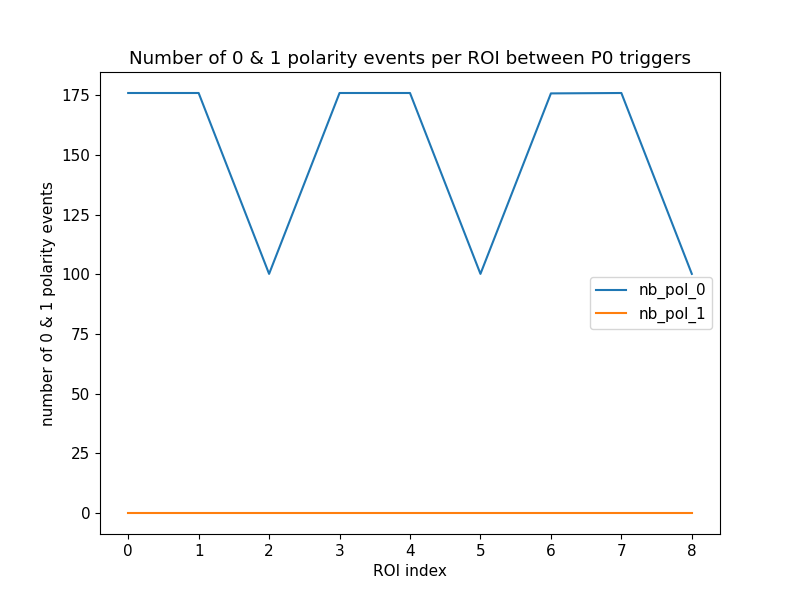 Number of 0 & 1 polarity events per ROI between P0 triggers
175
150
125
100
75
50
25
0
number of 0 & 1 polarity events
nb_pol_0
nb_pol_1
0 1 2 3 4 5 6 7 8
ROI index